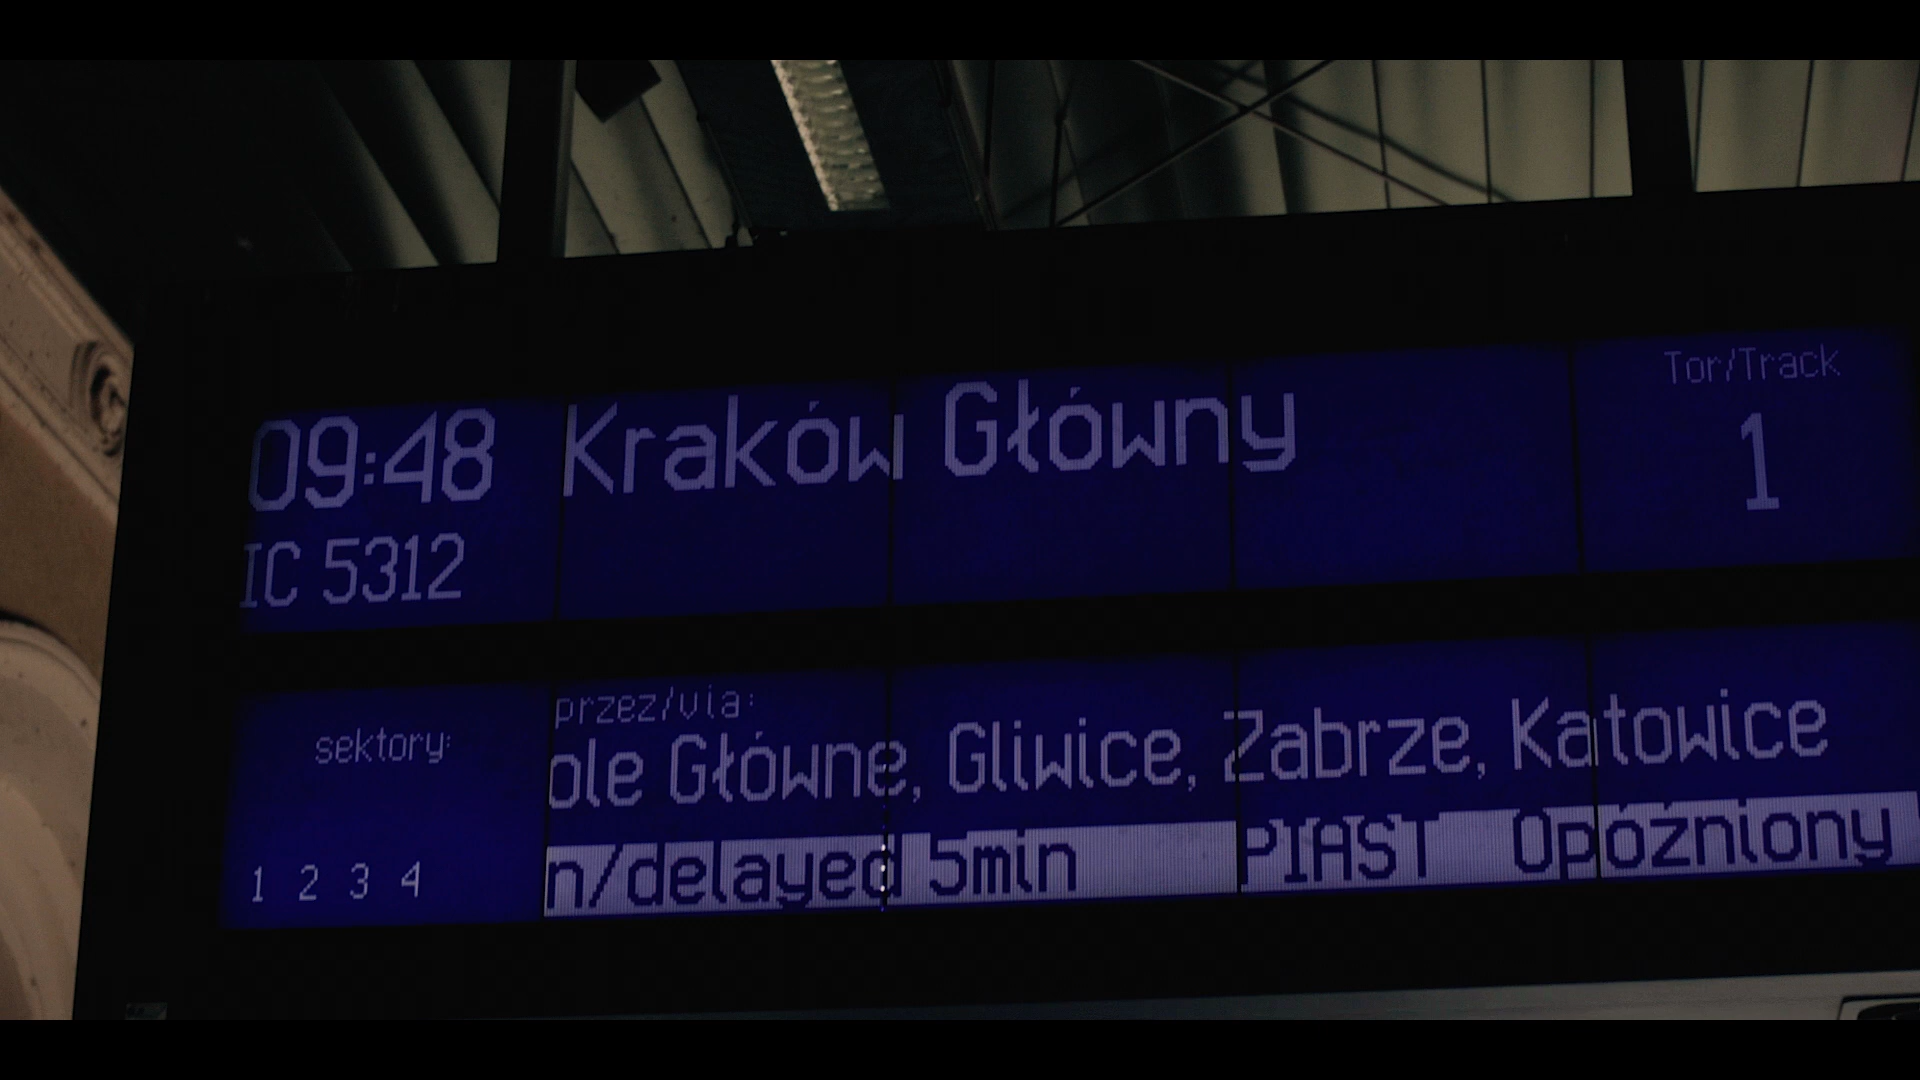 Tor/Track
09:48 Kraków Główny 1
IC 5312
przez/via:
sektory: ole Główne, Gliwice, Zabrze, Katowice
1 2 3 4 n/delayed 5min PIAST Opóźniony